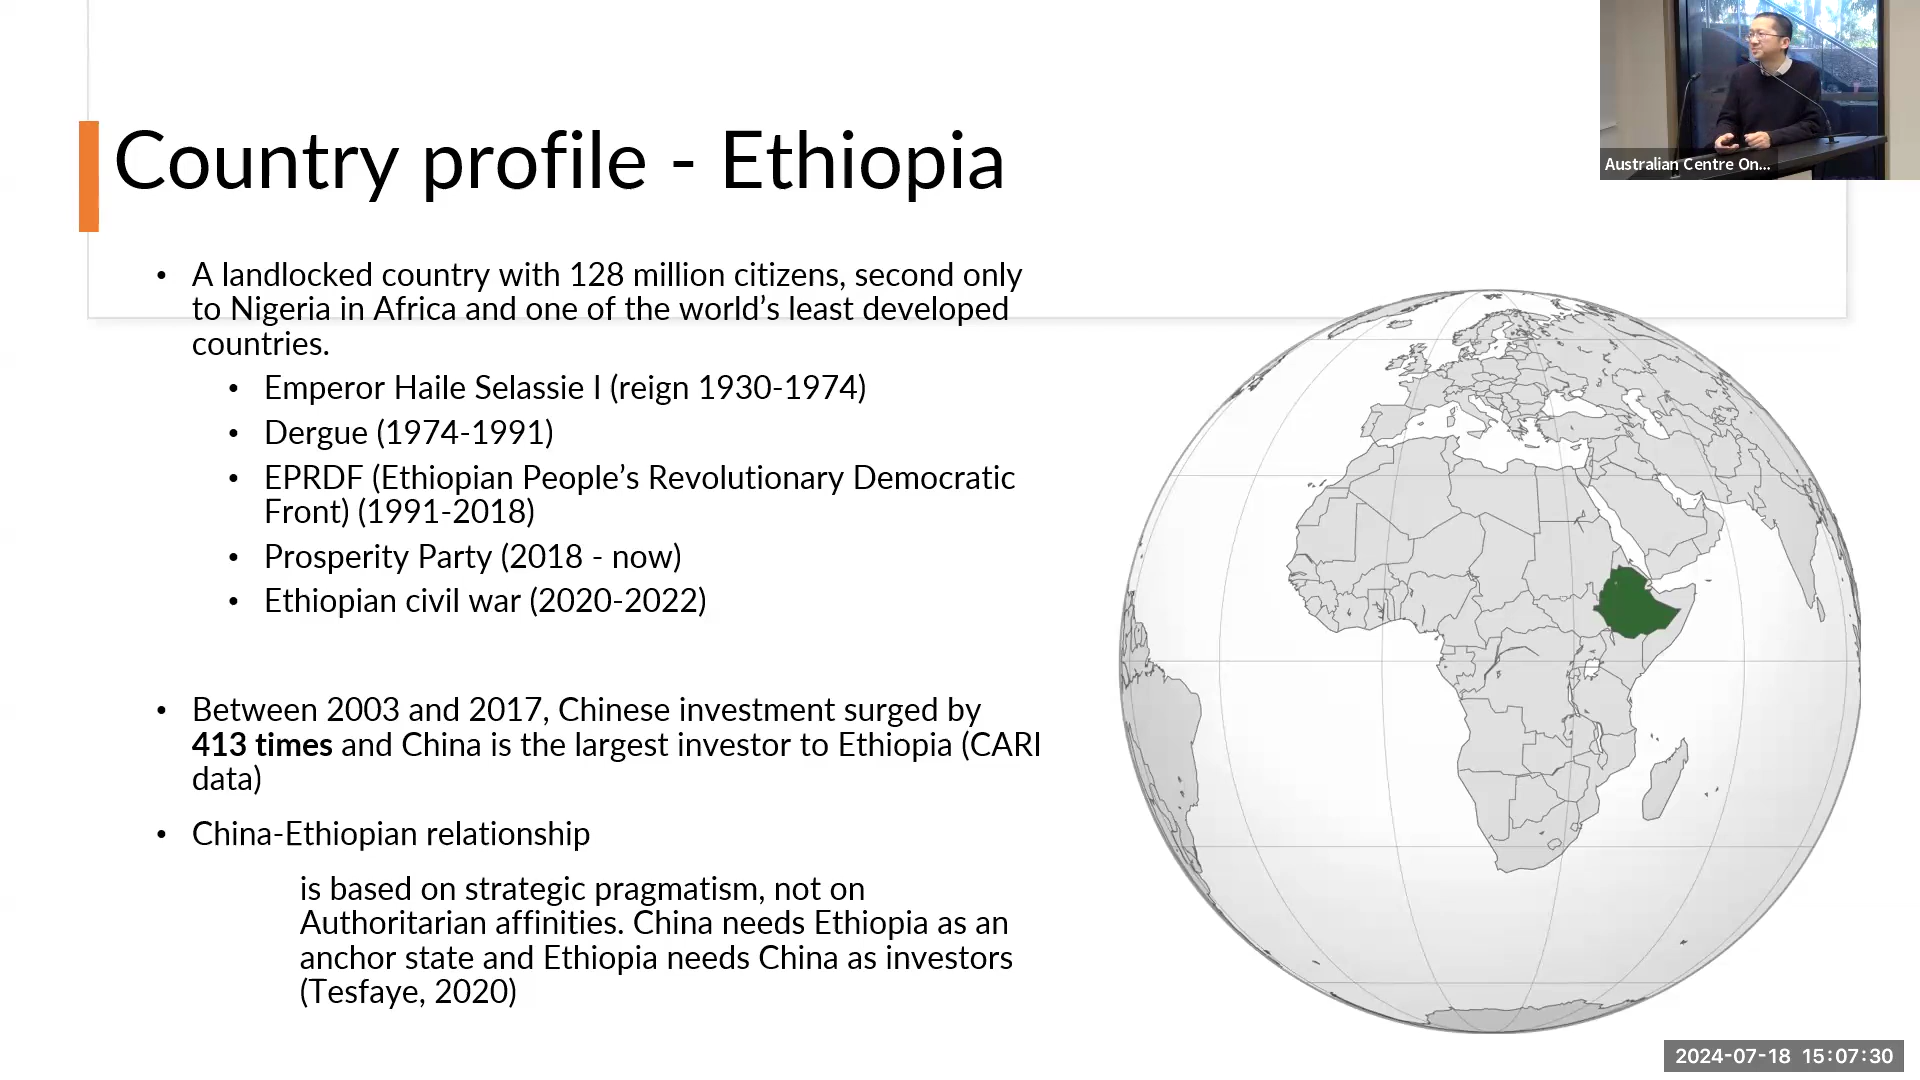 Country profile - Ethiopia
• A landlocked country with 128 million citizens, second only
to Nigeria in Africa and one of the world’s least developed
countries.
• Emperor Haile Selassie I (reign 1930-1974)
• Dergue (1974-1991)
• EPRDF (Ethiopian People’s Revolutionary Democratic
Front) (1991-2018)
• Prosperity Party (2018 - now)
• Ethiopian civil war (2020-2022)
• Between 2003 and 2017, Chinese investment surged by
413 times and China is the largest investor to Ethiopia (CARI
data)
• China-Ethiopian relationship
is based on strategic pragmatism, not on
Authoritarian affinities. China needs Ethiopia as an
anchor state and Ethiopia needs China as investors
(Tesfaye, 2020)
Australian Centre On...
2024-07-18 15:07:30